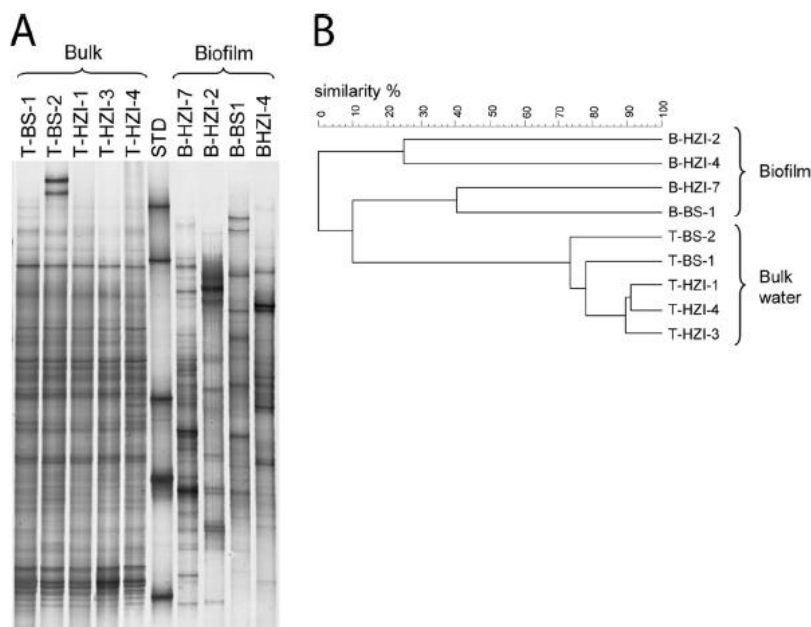 A
Bulk
Biofilm
T-BS-1
T-BS-2
T-HZI-1
T-HZI-3
T-HZI-4
STD
B-HZI-7
B-HZI-2
B-BS1
BHZI-4
B
similarity %
0 10 20 30 40 50 60 70 80 90 100
B-HZI-2
B-HZI-4
B-HZI-7
B-BS-1
T-BS-2
T-BS-1
T-HZI-1
T-HZI-4
T-HZI-3
Biofilm
Bulk
water